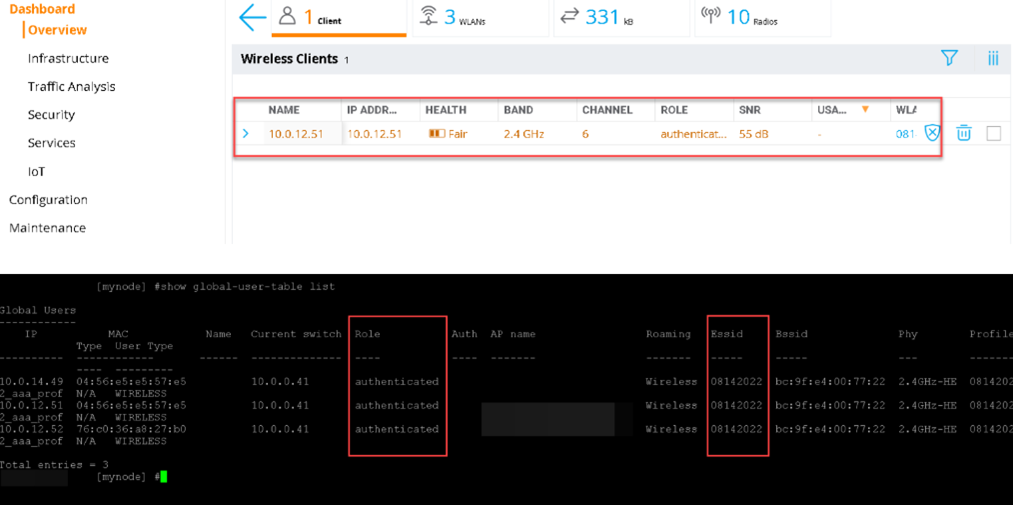 Dashboard
Overview
Infrastructure
Traffic Analysis
Security
Services
IoT
Configuration
Maintenance
1 Client
3 WLANs
331 kB
10 Radios
Wireless Clients 1
NAME IP ADDR... HEALTH BAND CHANNEL ROLE SNR USA... WLA
10.0.12.51 10.0.12.51 Fair 2.4 GHz 6 authenticat... 55 dB - 081
[mynode] #show global-user-table list
Global Users
------------
IP MAC Name Current switch Role Auth AP name Roaming Essid Bssid Phy Profile
Type User Type
---------- ------------ ------ -------------- ---- ---- ------- ------- ----- ----- --- -------
---- ---------
10.0.14.49 04:56:e5:e5:57:e5 10.0.0.41 authenticated Wireless 08142022 bc:9f:e4:00:77:22 2.4GHz-HE 0814202
2_aaa_prof N/A WIRELESS
10.0.12.51 04:56:e5:e5:57:e5 10.0.0.41 authenticated Wireless 08142022 bc:9f:e4:00:77:22 2.4GHz-HE 0814202
2_aaa_prof N/A WIRELESS
10.0.12.52 76:c0:36:a8:27:b0 10.0.0.41 authenticated Wireless 08142022 bc:9f:e4:00:77:22 2.4GHz-HE 0814202
2_aaa_prof N/A WIRELESS
Total entries = 3
[mynode] #